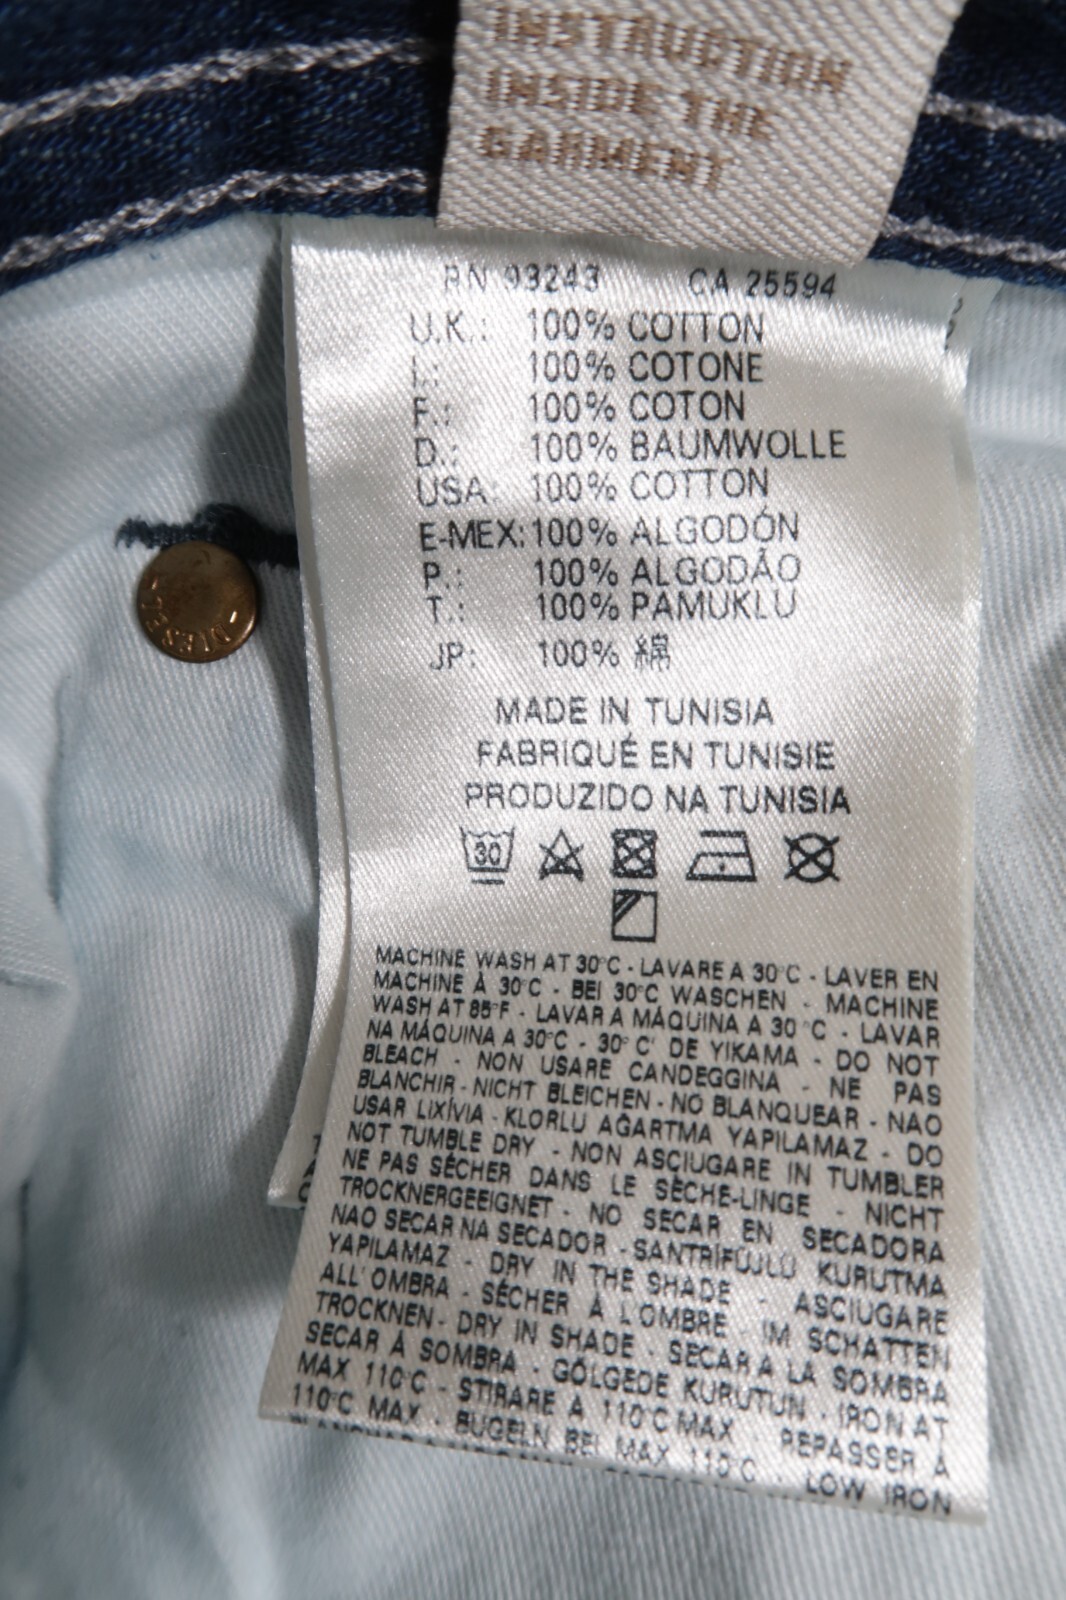 INSTRUCTION
INSIDE THE
GARMENT
RN 93243 CA 25594
U.K.: 100% COTTON
I.: 100% COTONE
F.: 100% COTON
D.: 100% BAUMWOLLE
USA: 100% COTTON
E-MEX: 100% ALGODÓN
P.: 100% ALGODÃO
T.: 100% PAMUKLU
JP: 100% 綿
DIESEL
MADE IN TUNISIA
FABRIQUÉ EN TUNISIE
PRODUZIDO NA TUNISIA
30
MACHINE WASH AT 30°C - LAVARE A 30°C - LAVER EN
MACHINE À 30°C - BEI 30°C WASCHEN - MACHINE
WASH AT 85°F - LAVAR A MÁQUINA A 30°C - LAVAR
NA MÁQUINA A 30°C - 30°C' DE YIKAMA - DO NOT
BLEACH - NON USARE CANDEGGINA - NE PAS
BLANCHIR - NICHT BLEICHEN - NO BLANQUEAR - NAO
USAR LIXÍVIA - KLORLU AĞARTMA YAPILAMAZ - DO
NOT TUMBLE DRY - NON ASCIUGARE IN TUMBLER
NE PAS SÉCHER DANS LE SÈCHE-LINGE - NICHT
TROCKNERGEEIGNET - NO SECAR EN SECADORA
NAO SECAR NA SECADOR - SANTRİFÜJLÜ KURUTMA
YAPILAMAZ - DRY IN THE SHADE - ASCIUGARE
ALL'OMBRA - SÉCHER À L'OMBRE - IM SCHATTEN
TROCKNEN - DRY IN SHADE - SECAR A LA SOMBRA
SECAR À SOMBRA - GÖLGEDE KURUTUN - IRON AT
MAX 110°C - STIRARE A 110°C MAX - REPASSER À
110°C MAX - BUGELN BEI MAX 110°C - LOW IRON